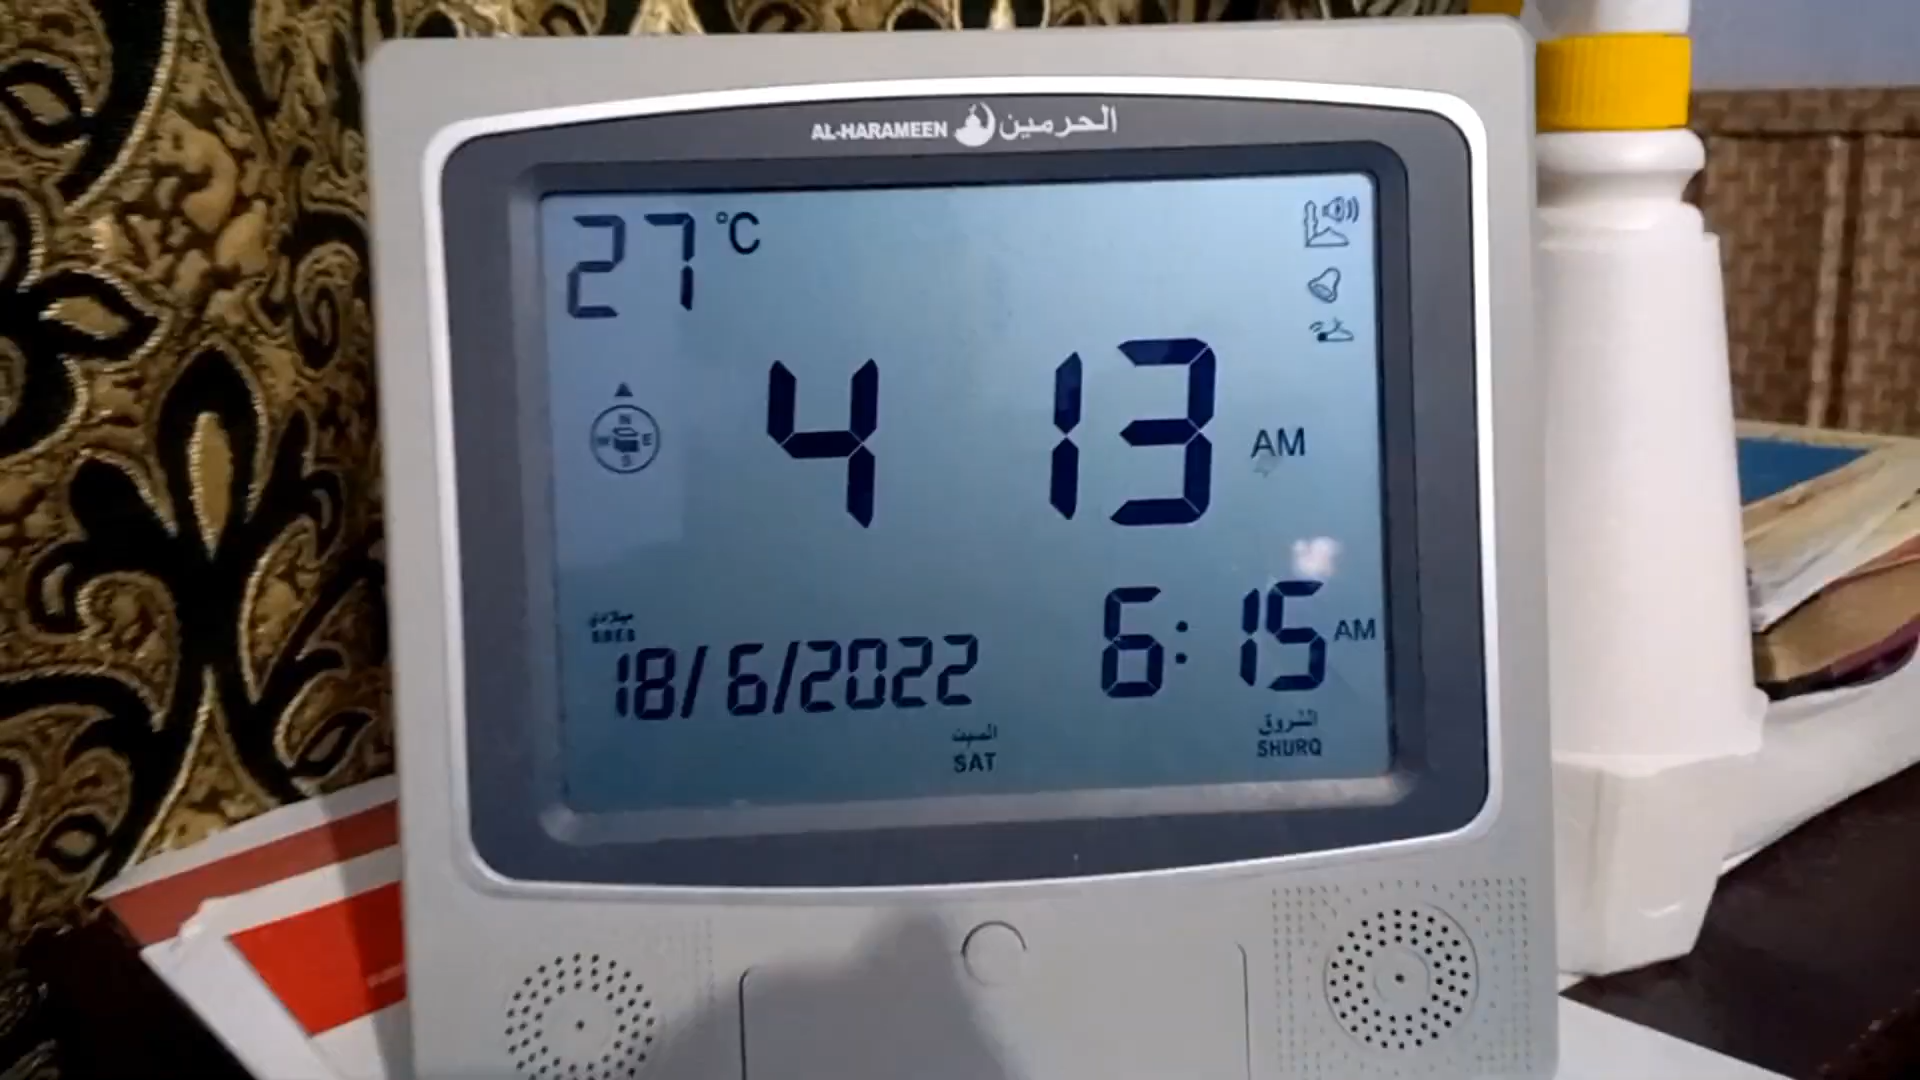 AL-HARAMEEN الحرمين
27 °C
N
W E
S
4 13 AM
ميلادي
18/ 6/2022
6: 15 AM
السبت
SAT
الشروق
SHURQ